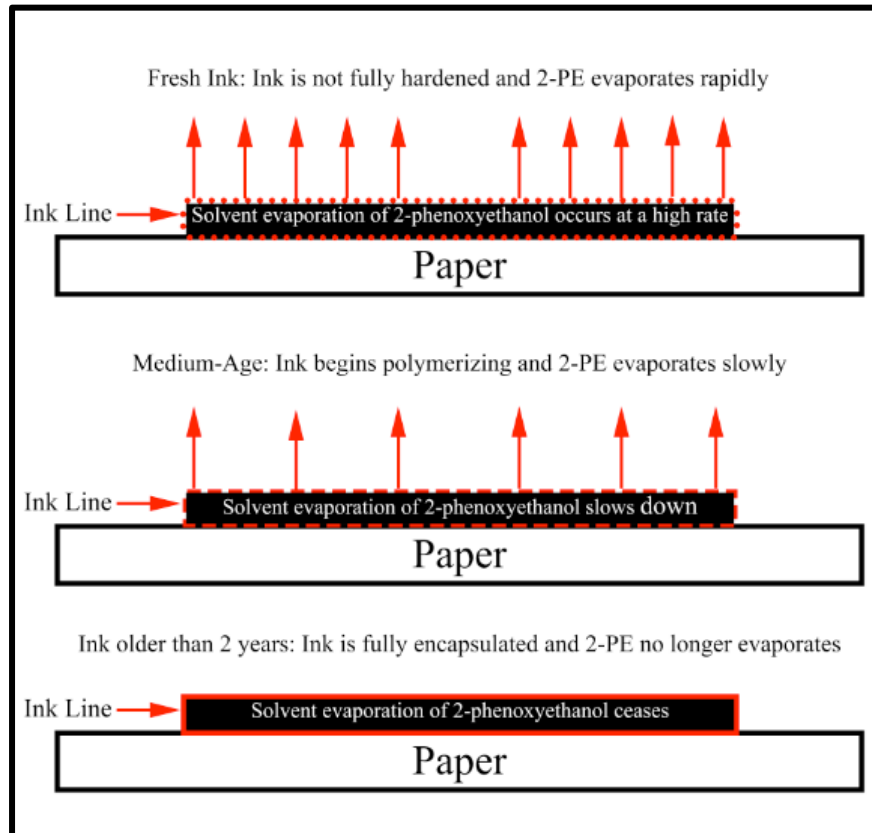 Fresh Ink: Ink is not fully hardened and 2-PE evaporates rapidly
Ink Line
Solvent evaporation of 2-phenoxyethanol occurs at a high rate
Paper
Medium-Age: Ink begins polymerizing and 2-PE evaporates slowly
Ink Line
Solvent evaporation of 2-phenoxyethanol slows down
Paper
Ink older than 2 years: Ink is fully encapsulated and 2-PE no longer evaporates
Ink Line
Solvent evaporation of 2-phenoxyethanol ceases
Paper